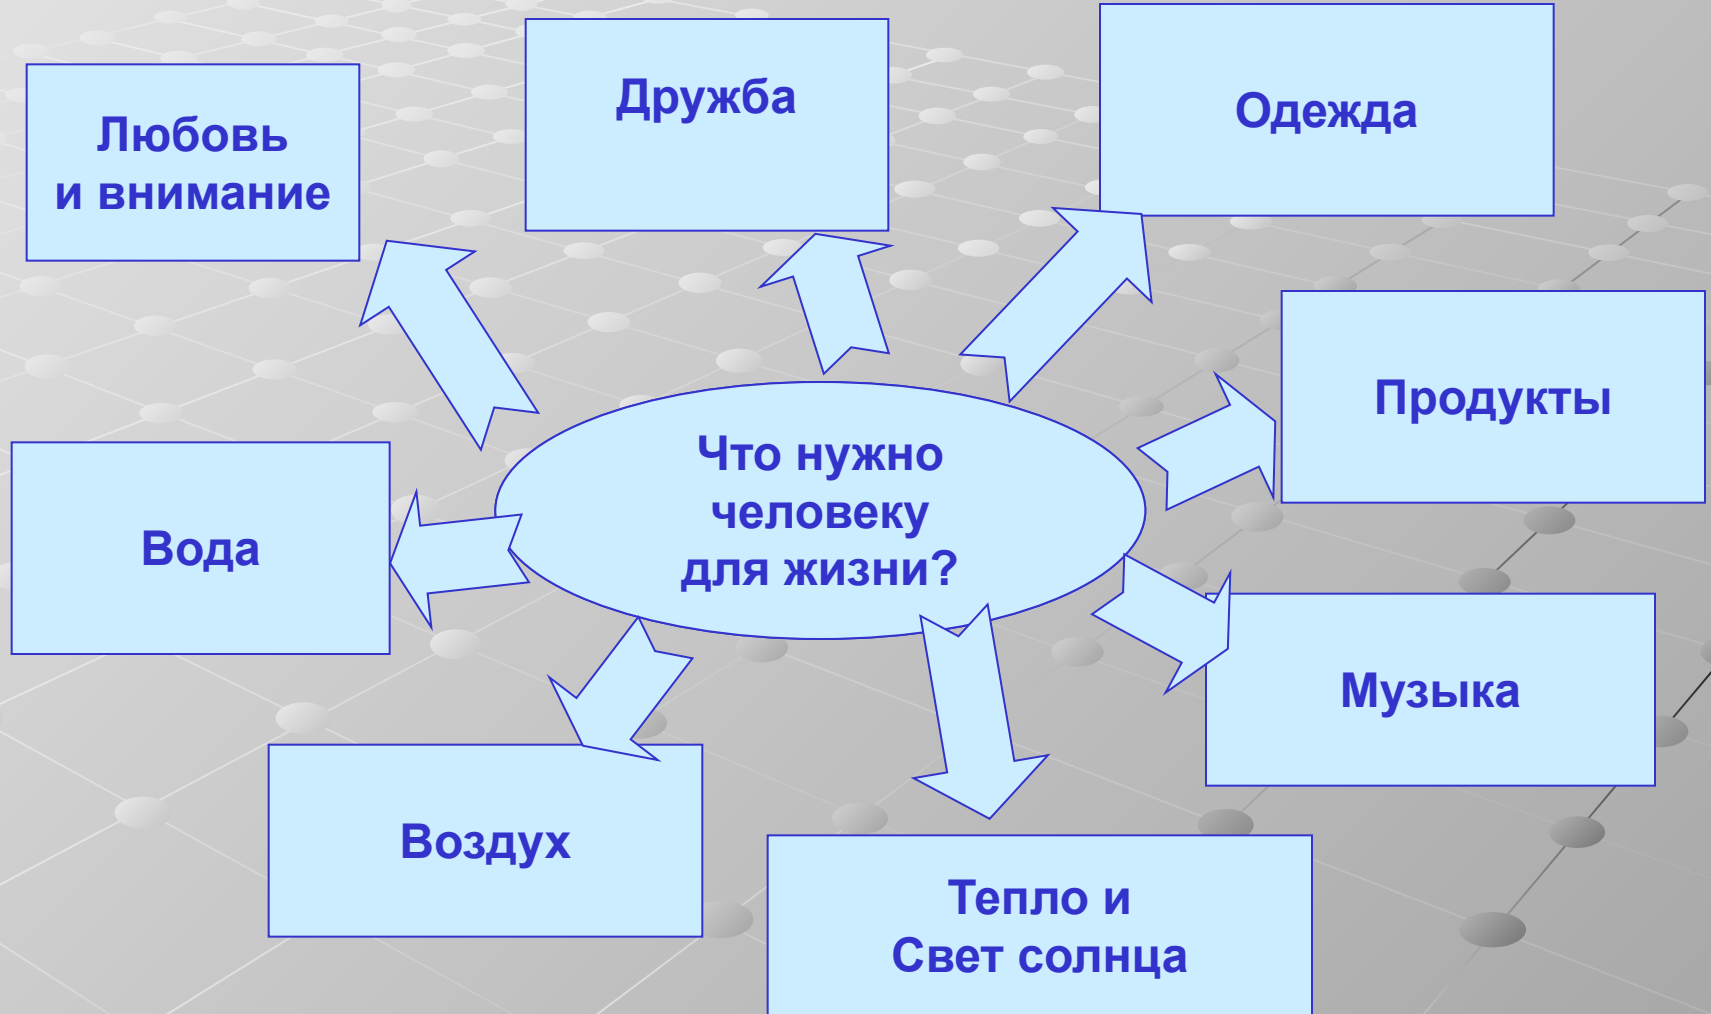 Любовь
и внимание
Дружба
Одежда
Продукты
Что нужно
человеку
для жизни?
Вода
Музыка
Воздух
Тепло и
Свет солнца